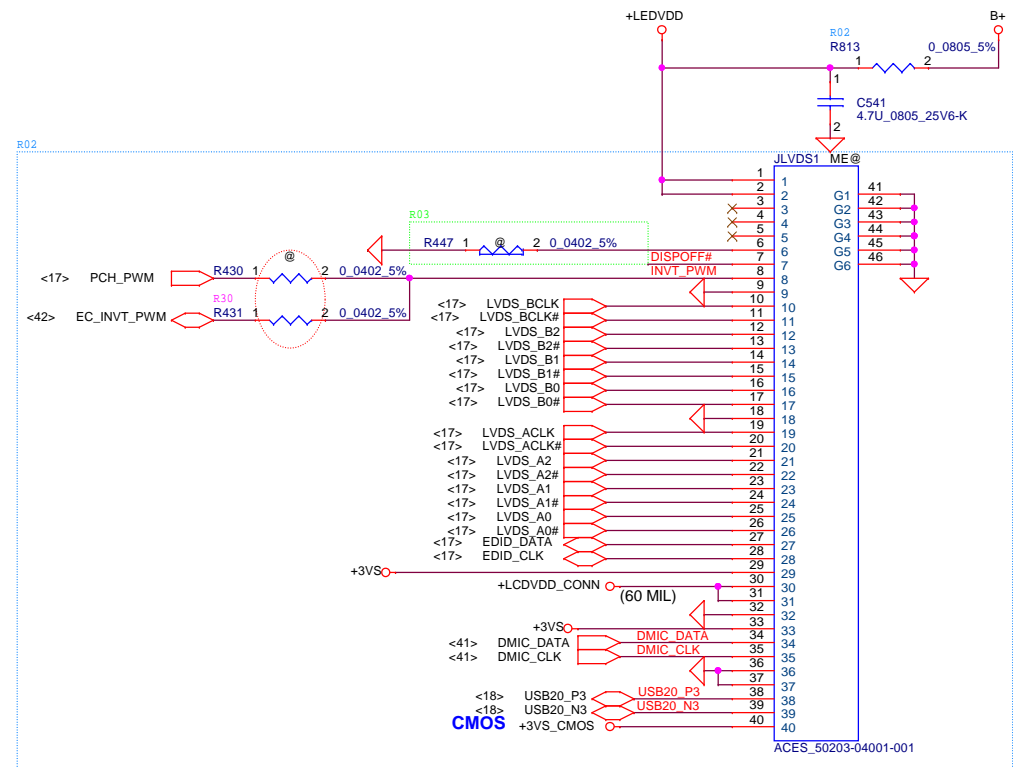 +LEDVDD
B+
R02
R813
0_0805_5%
1
2
1
C541
4.7U_0805_25V6-K
2
R02
JLVDS1 ME@
1 1
2 2
3
4
5
R03
R447 1 @ 2 0_0402_5%
6 6
DISPOFF#
7 7
@
<17> PCH_PWM
R430 1 2 0_0402_5%
INVT_PWM
8 8
9 9
R30
<42> EC_INVT_PWM
R431 1 2 0_0402_5%
<17> LVDS_BCLK 10 10
<17> LVDS_BCLK# 11 11
<17> LVDS_B2 12 12
<17> LVDS_B2# 13 13
<17> LVDS_B1 14 14
<17> LVDS_B1# 15 15
<17> LVDS_B0 16 16
<17> LVDS_B0# 17 17
18 18
<17> LVDS_ACLK 19 19
<17> LVDS_ACLK# 20 20
<17> LVDS_A2 21 21
<17> LVDS_A2# 22 22
<17> LVDS_A1 23 23
<17> LVDS_A1# 24 24
<17> LVDS_A0 25 25
<17> LVDS_A0# 26 26
<17> EDID_DATA 27 27
<17> EDID_CLK 28 28
+3VS 29 29
+LCDVDD_CONN 30 30
(60 MIL)
31 31
32 32
+3VS 33 33
<41> DMIC_DATA DMIC_DATA 34 34
<41> DMIC_CLK DMIC_CLK 35 35
36 36
37 37
<18> USB20_P3 USB20_P3 38 38
<18> USB20_N3 USB20_N3 39 39
CMOS +3VS_CMOS 40 40
3
4
5
G1 41
G2 42
G3 43
G4 44
G5 45
G6 46
ACES_50203-04001-001